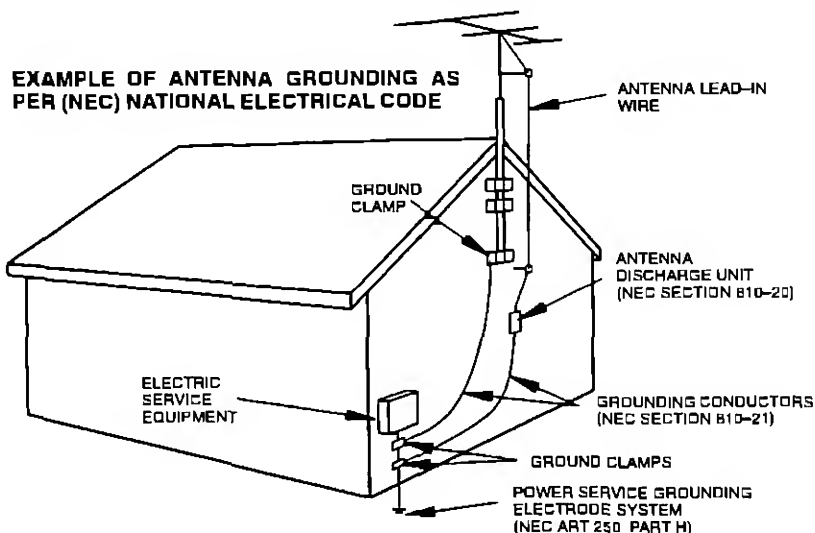 EXAMPLE OF ANTENNA GROUNDING AS
PER (NEC) NATIONAL ELECTRICAL CODE
ANTENNA LEAD-IN
WIRE
GROUND
CLAMP
ANTENNA
DISCHARGE UNIT
(NEC SECTION 810-20)
ELECTRIC
SERVICE
EQUIPMENT
GROUNDING CONDUCTORS
(NEC SECTION 810-21)
GROUND CLAMPS
POWER SERVICE GROUNDING
ELECTRODE SYSTEM
(NEC ART 250 PART H)